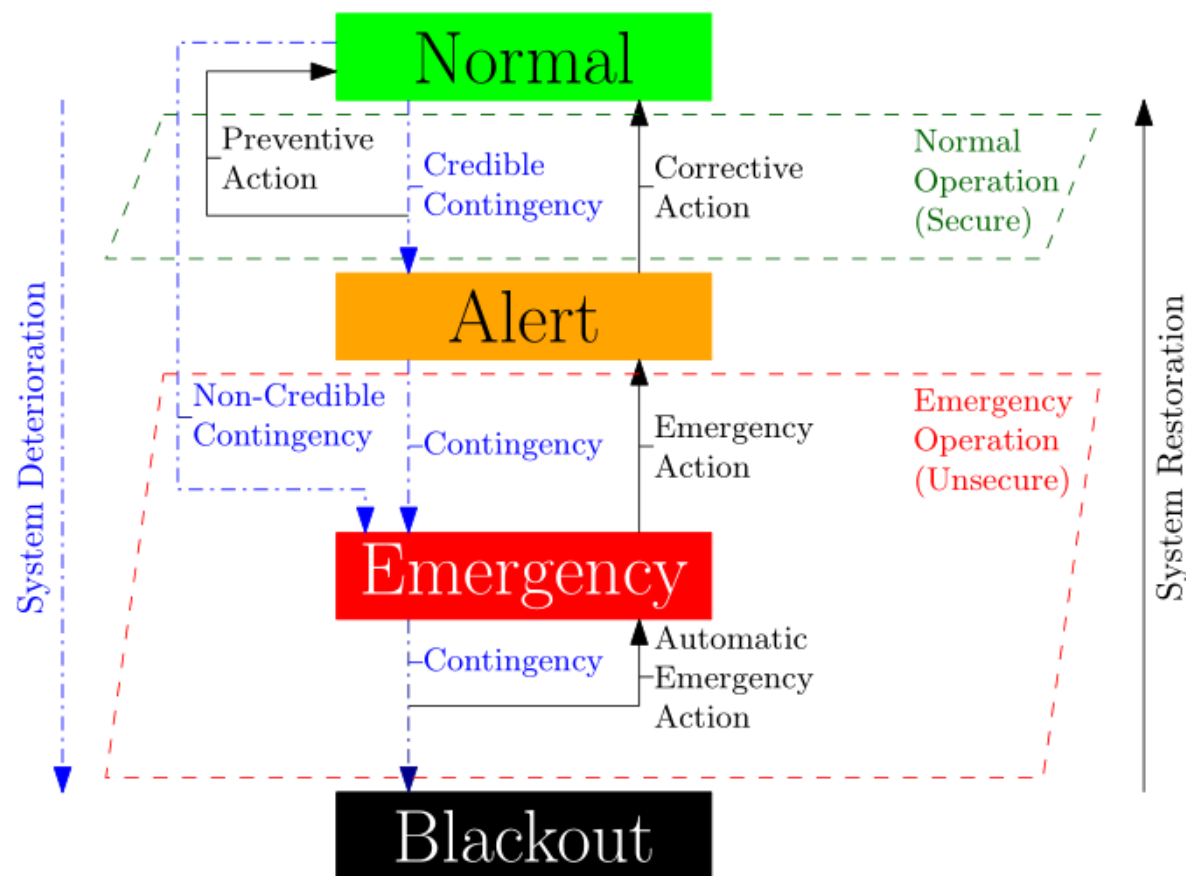 Normal
Preventive
Action
Credible
Contingency
Corrective
Action
Normal
Operation
(Secure)
Alert
System Deterioration
Non-Credible
Contingency
Contingency
Emergency
Action
Emergency
Operation
(Unsecure)
System Restoration
Emergency
Contingency
Automatic
Emergency
Action
Blackout